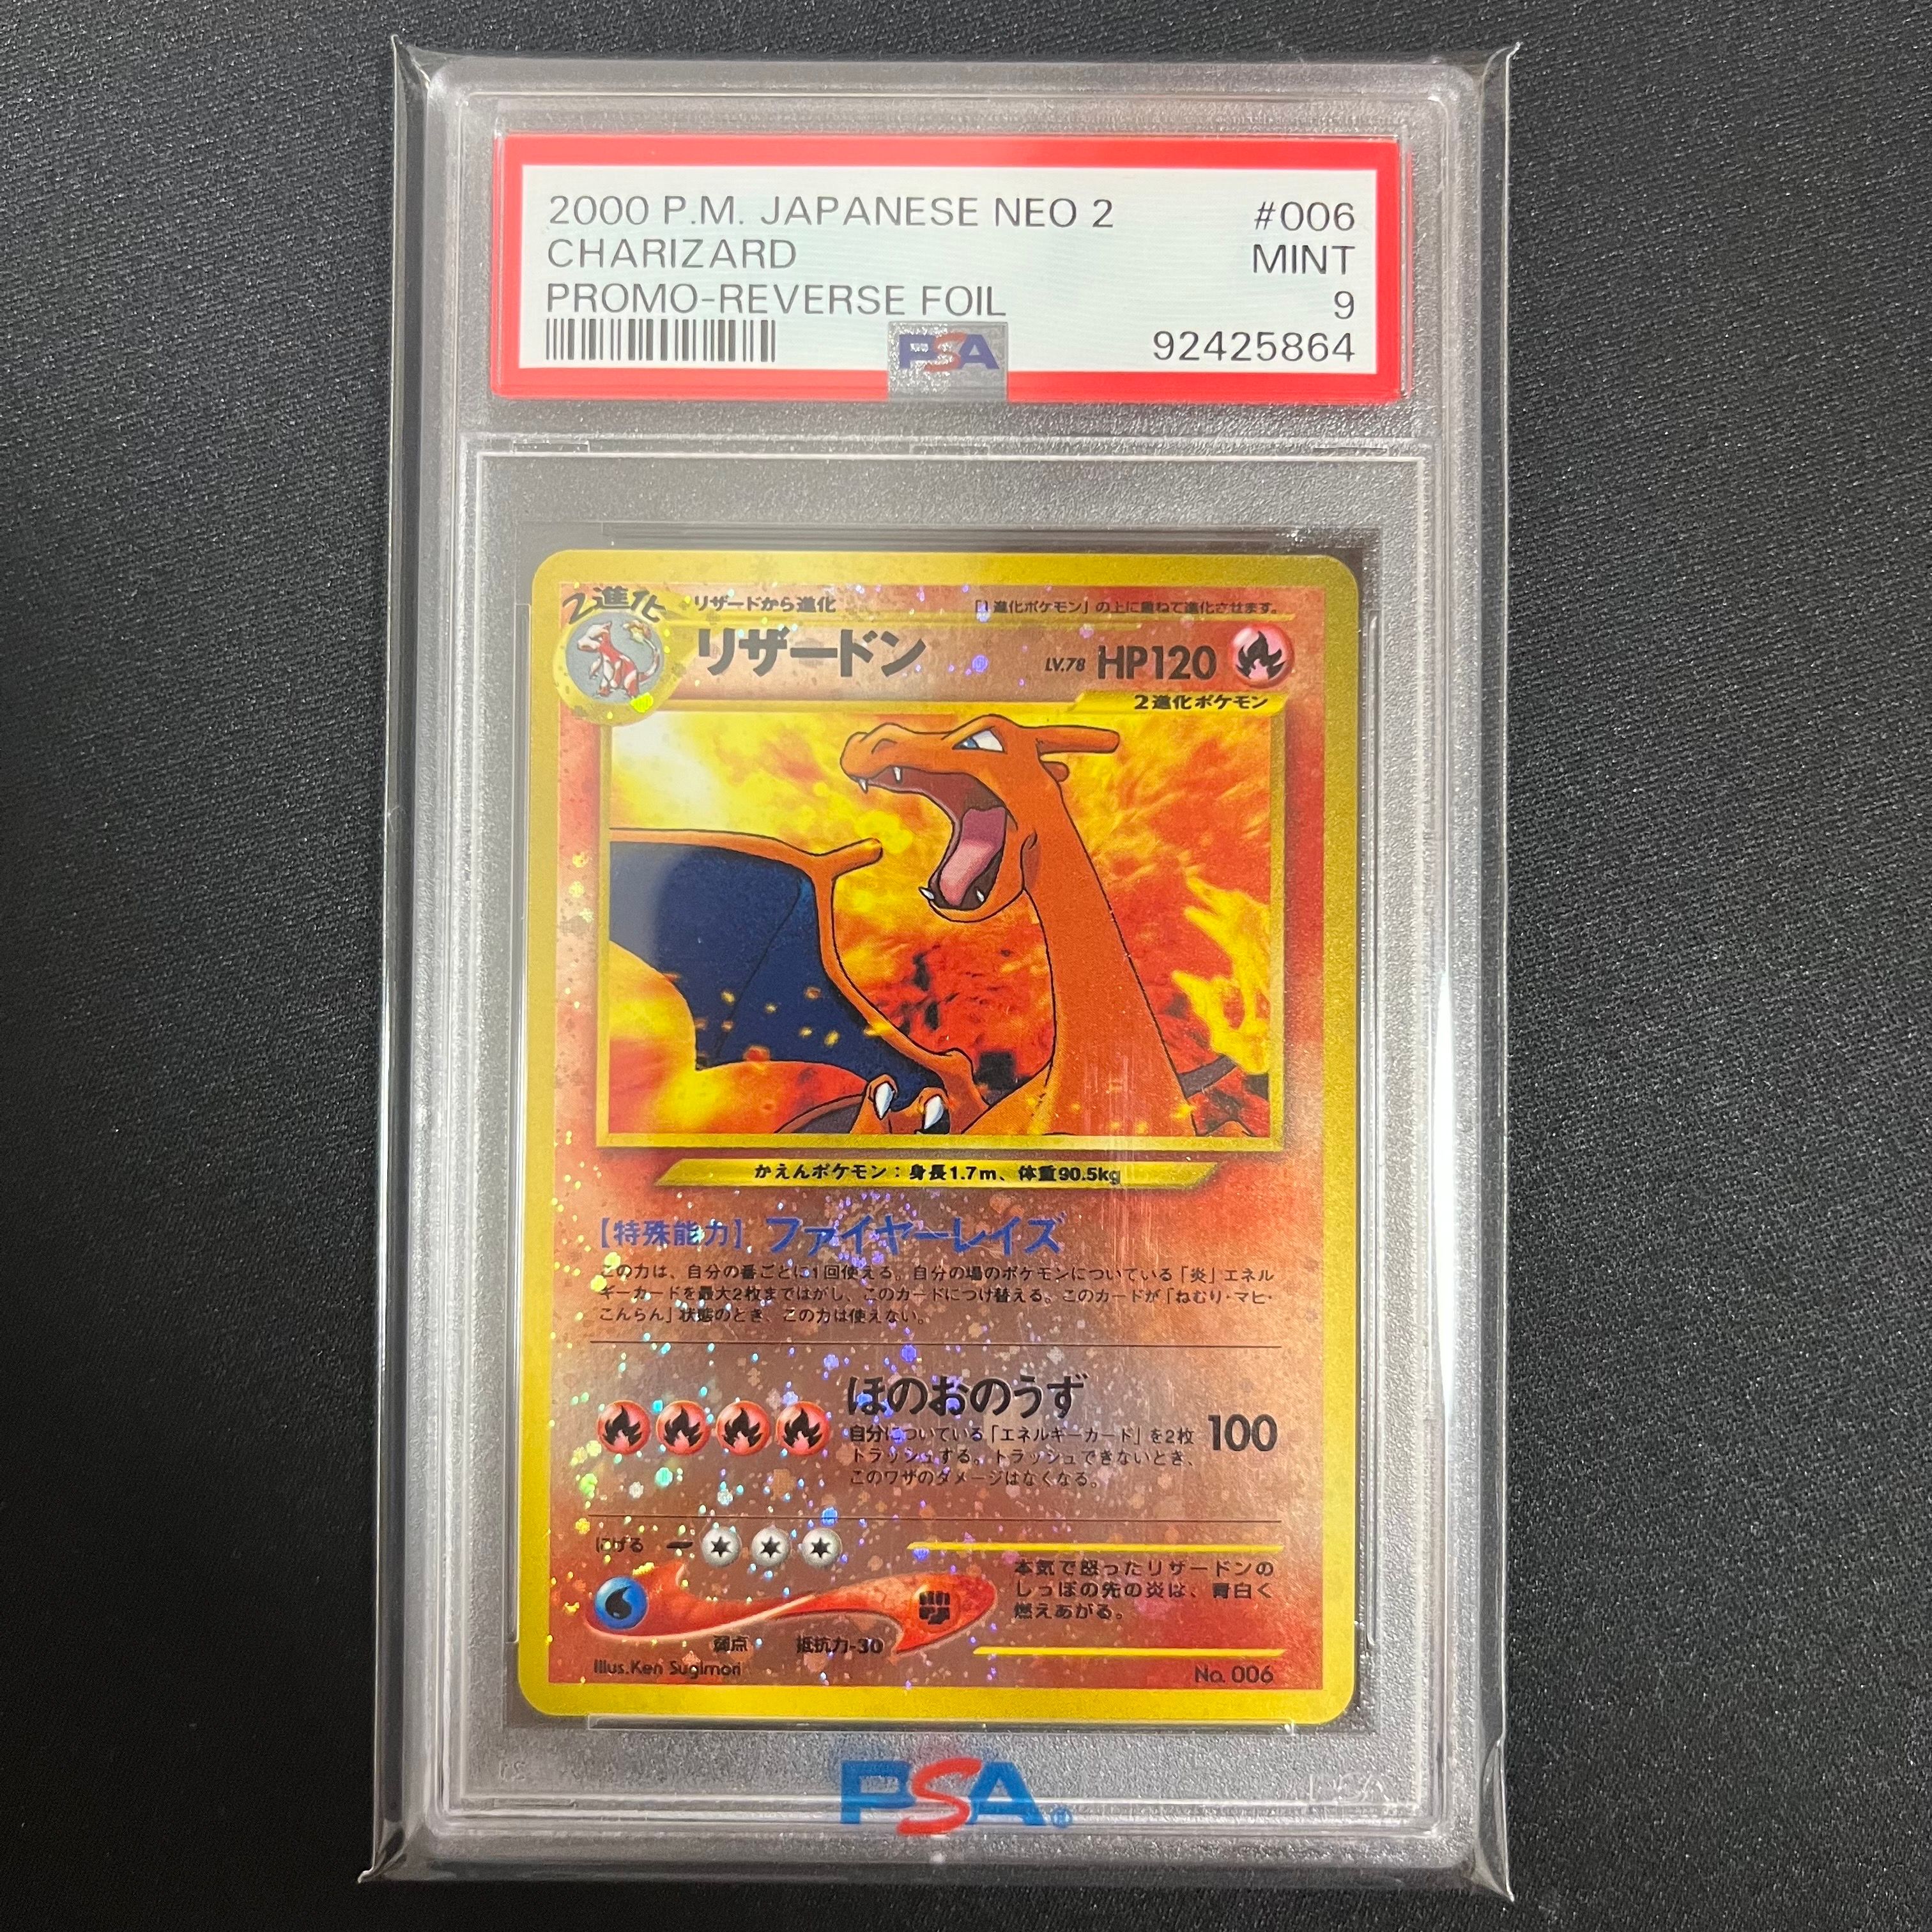 2000 P.M. JAPANESE NEO 2 #006
CHARIZARD MINT
PROMO-REVERSE FOIL 9
PSA 92425864
2進化 リザードから進化 「1進化ポケモン」の上に重ねて進化させます。
リザードン LV.78 HP120
2進化ポケモン
かえんポケモン：身長1.7m、体重90.5kg
【特殊能力】ファイヤーレイズ
この力は、自分の番ごとに1回使える。自分の場のポケモンについている「炎」エネル
ギーカードを最大2枚まではがし、このカードにつけ替える。このカードが「ねむり・マヒ・
こんらん」状態のとき、この力は使えない。
ほのおのうず
自分についている「エネルギーカード」を2枚 100
トラッシュする。トラッシュできないとき、
このワザのダメージはなくなる。
にげる
本気で怒ったリザードンの
しっぽの先の炎は、青白く
燃えあがる。
弱点 抵抗力-30
Illus.Ken Sugimori No. 006
PSA®